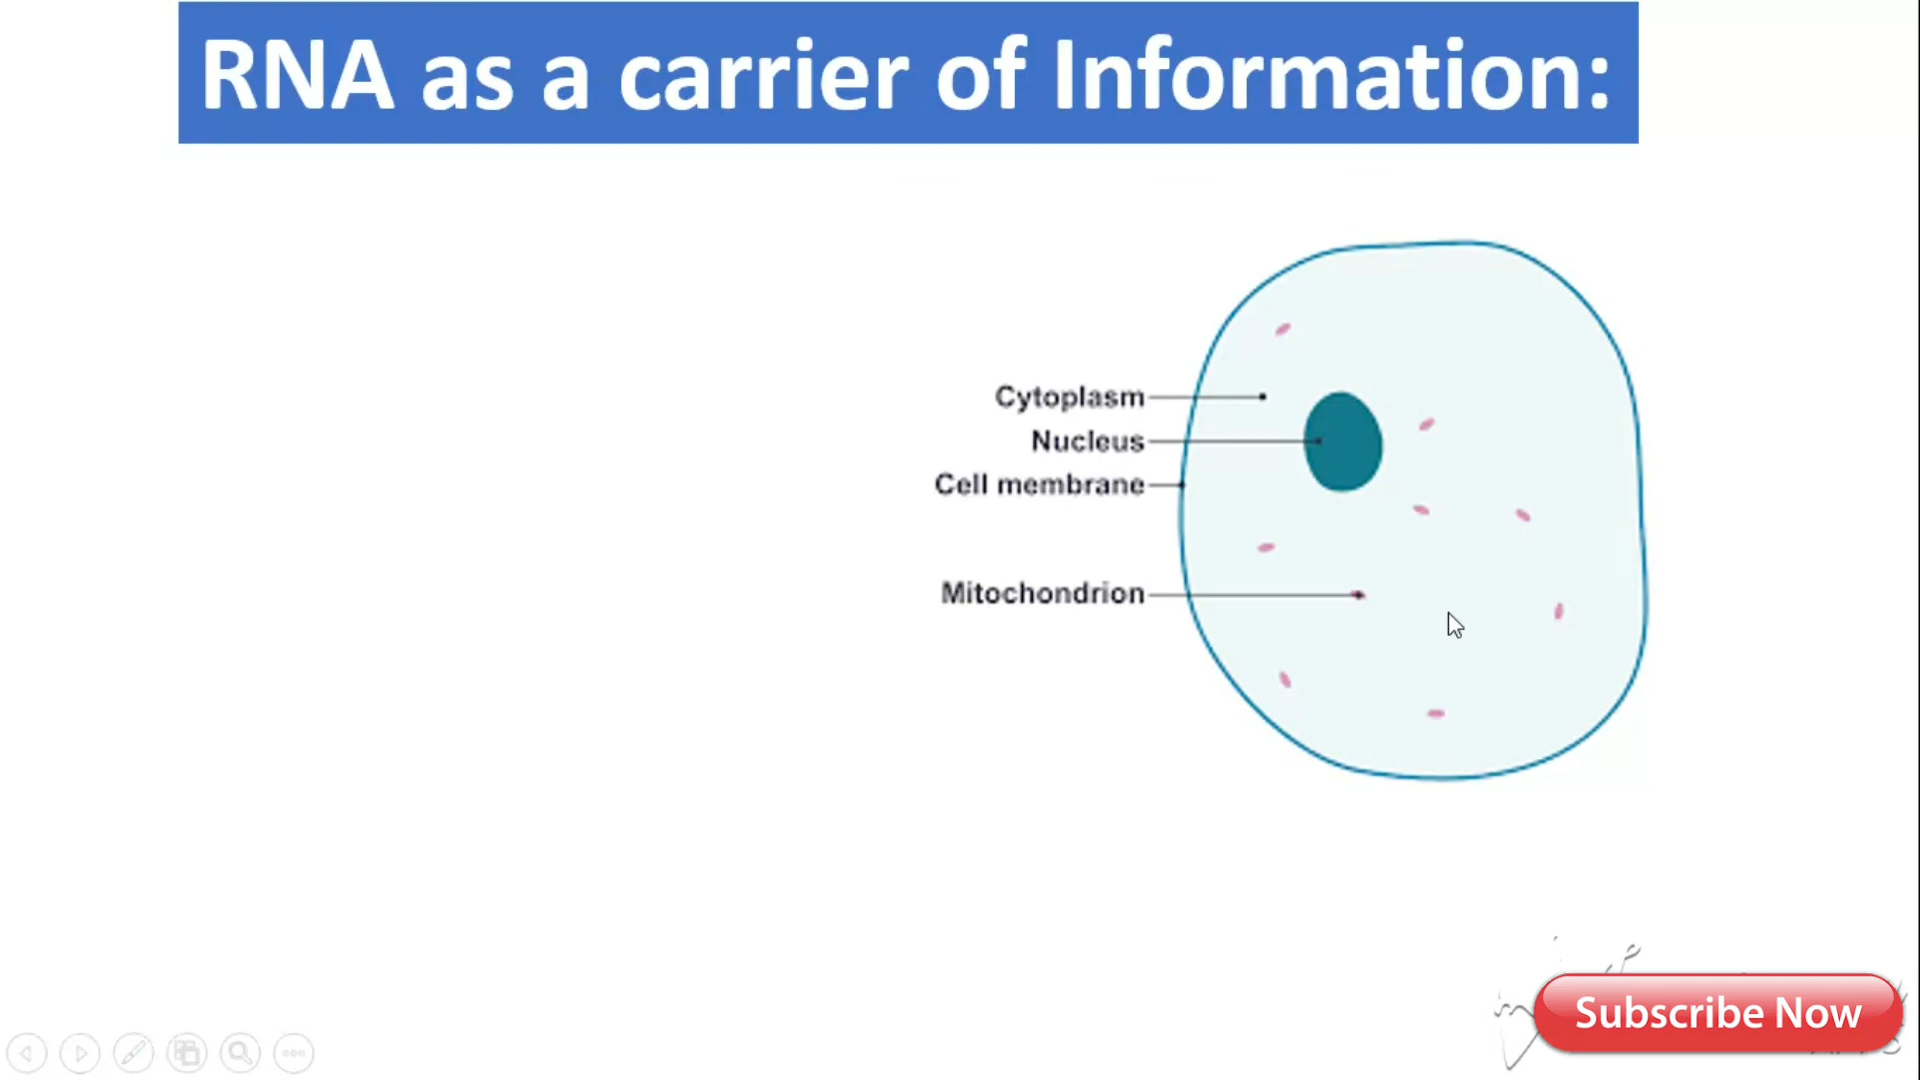 RNA as a carrier of Information:
Cytoplasm
Nucleus
Cell membrane
Mitochondrion
Subscribe Now